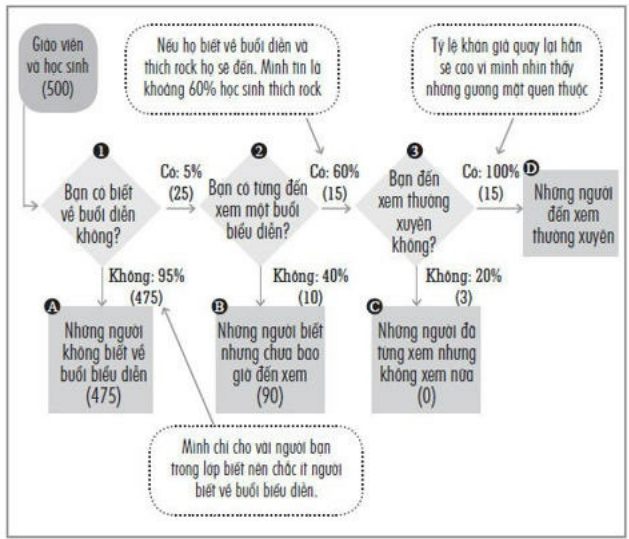 Giáo viên
và học sinh
(500)
Nếu họ biết về buổi diễn và
thích rock họ sẽ đến. Mình tin là
khoảng 60% học sinh thích rock
Tỷ lệ khán giả quay lại hẳn
sẽ cao vì mình nhìn thấy
những gương mặt quen thuộc
1
Bạn có biết
về buổi diễn
không?
Có: 5%
(25)
2
Bạn có từng đến
xem một buổi
biểu diễn?
Có: 60%
(15)
3
Bạn đến
xem thường
xuyên
không?
Có: 100%
(15)
D
Những người
đến xem
thường xuyên
Không: 95%
(475)
Không: 40%
(10)
Không: 20%
(3)
A
Những người
không biết về
buổi biểu diễn
(475)
B
Những người biết
nhưng chưa bao
giờ đến xem
(90)
C
Những người đã
từng xem nhưng
không xem nữa
(0)
Mình chỉ cho vài người bạn
trong lớp biết nên chắc ít người
biết về buổi biểu diễn.